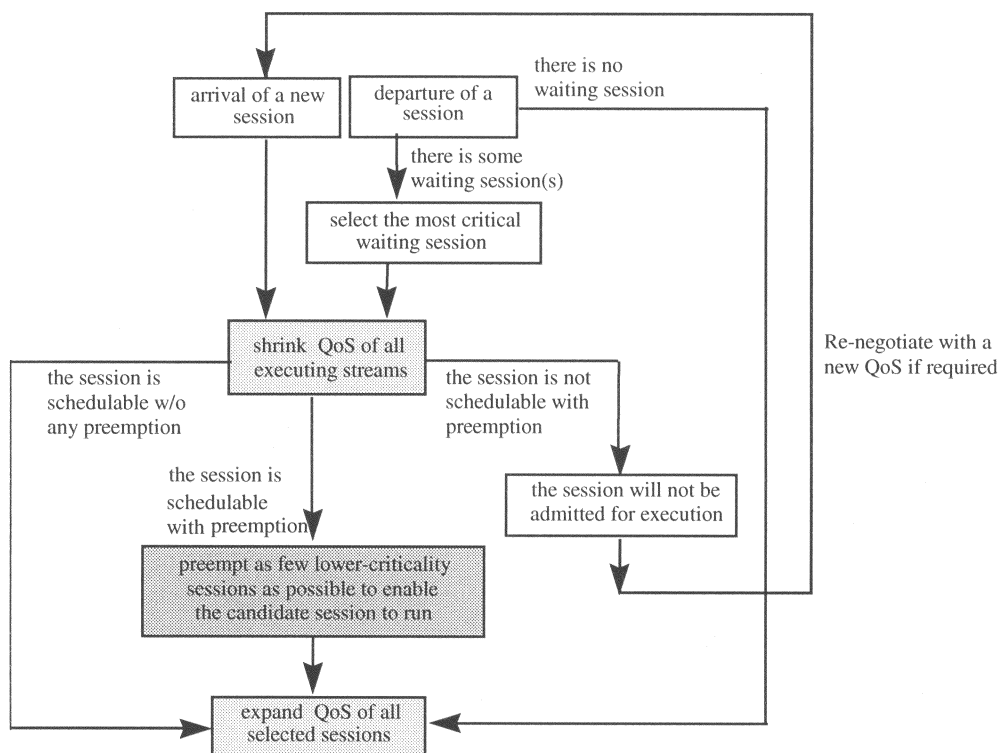 there is no
waiting session
arrival of a new
session
departure of a
session
there is some
waiting session(s)
select the most critical
waiting session
shrink QoS of all
executing streams
Re-negotiate with a
new QoS if required
the session is
schedulable w/o
any preemption
the session is not
schedulable with
preemption
the session is
schedulable
with preemption
the session will not be
admitted for execution
preempt as few lower-criticality
sessions as possible to enable
the candidate session to run
expand QoS of all
selected sessions